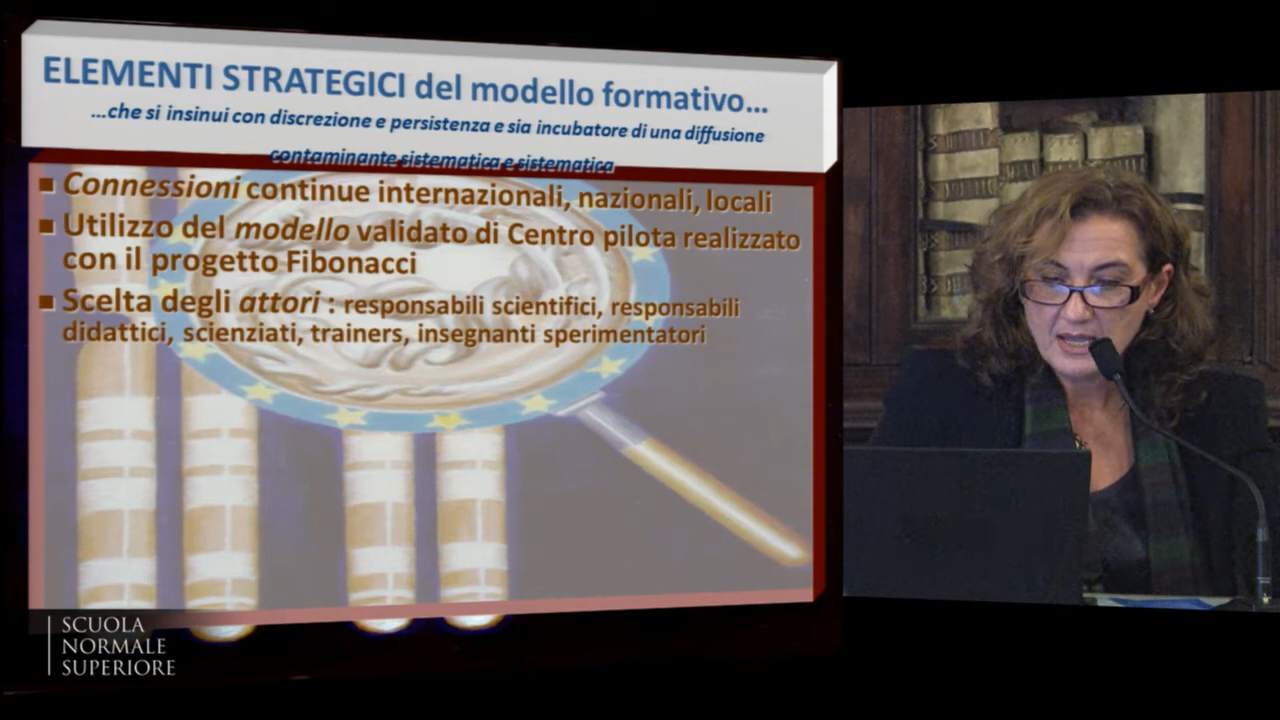 ELEMENTI STRATEGICI del modello formativo...
...che si insinui con discrezione e persistenza e sia incubatore di una diffusione
contaminante sistematica e sistematica
▪ Connessioni continue internazionali, nazionali, locali
▪ Utilizzo del modello validato di Centro pilota realizzato
con il progetto Fibonacci
▪ Scelta degli attori : responsabili scientifici, responsabili
didattici, scienziati, trainers, insegnanti sperimentatori
SCUOLA
NORMALE
SUPERIORE